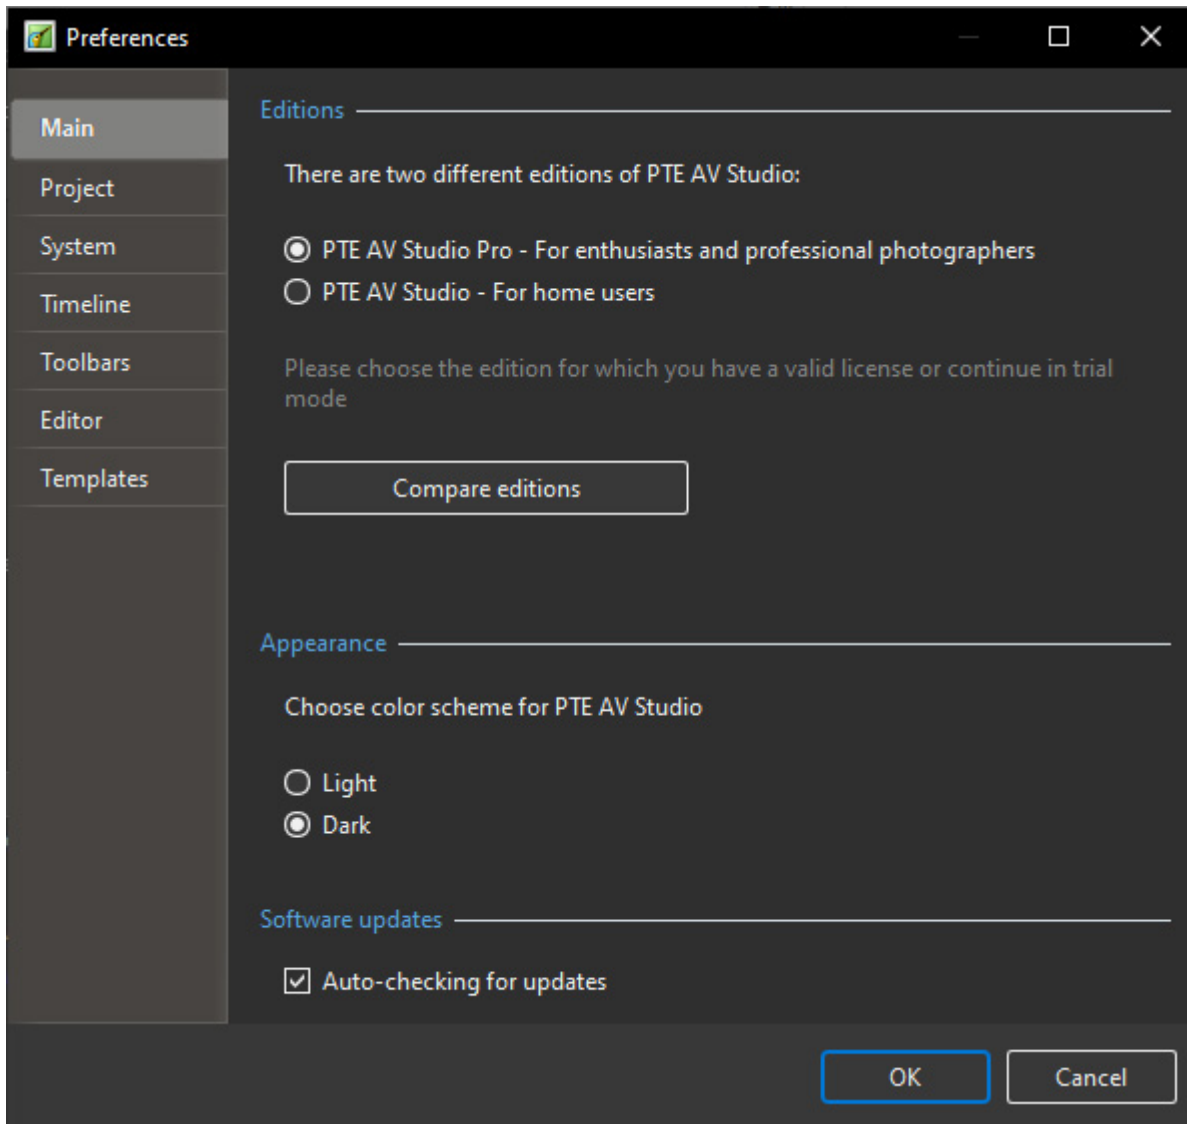 Preferences
Main
Project
System
Timeline
Toolbars
Editor
Templates
Editions
There are two different editions of PTE AV Studio:
PTE AV Studio Pro - For enthusiasts and professional photographers
PTE AV Studio - For home users
Please choose the edition for which you have a valid license or continue in trial
mode
Compare editions
Appearance
Choose color scheme for PTE AV Studio
Light
Dark
Software updates
Auto-checking for updates
OK
Cancel